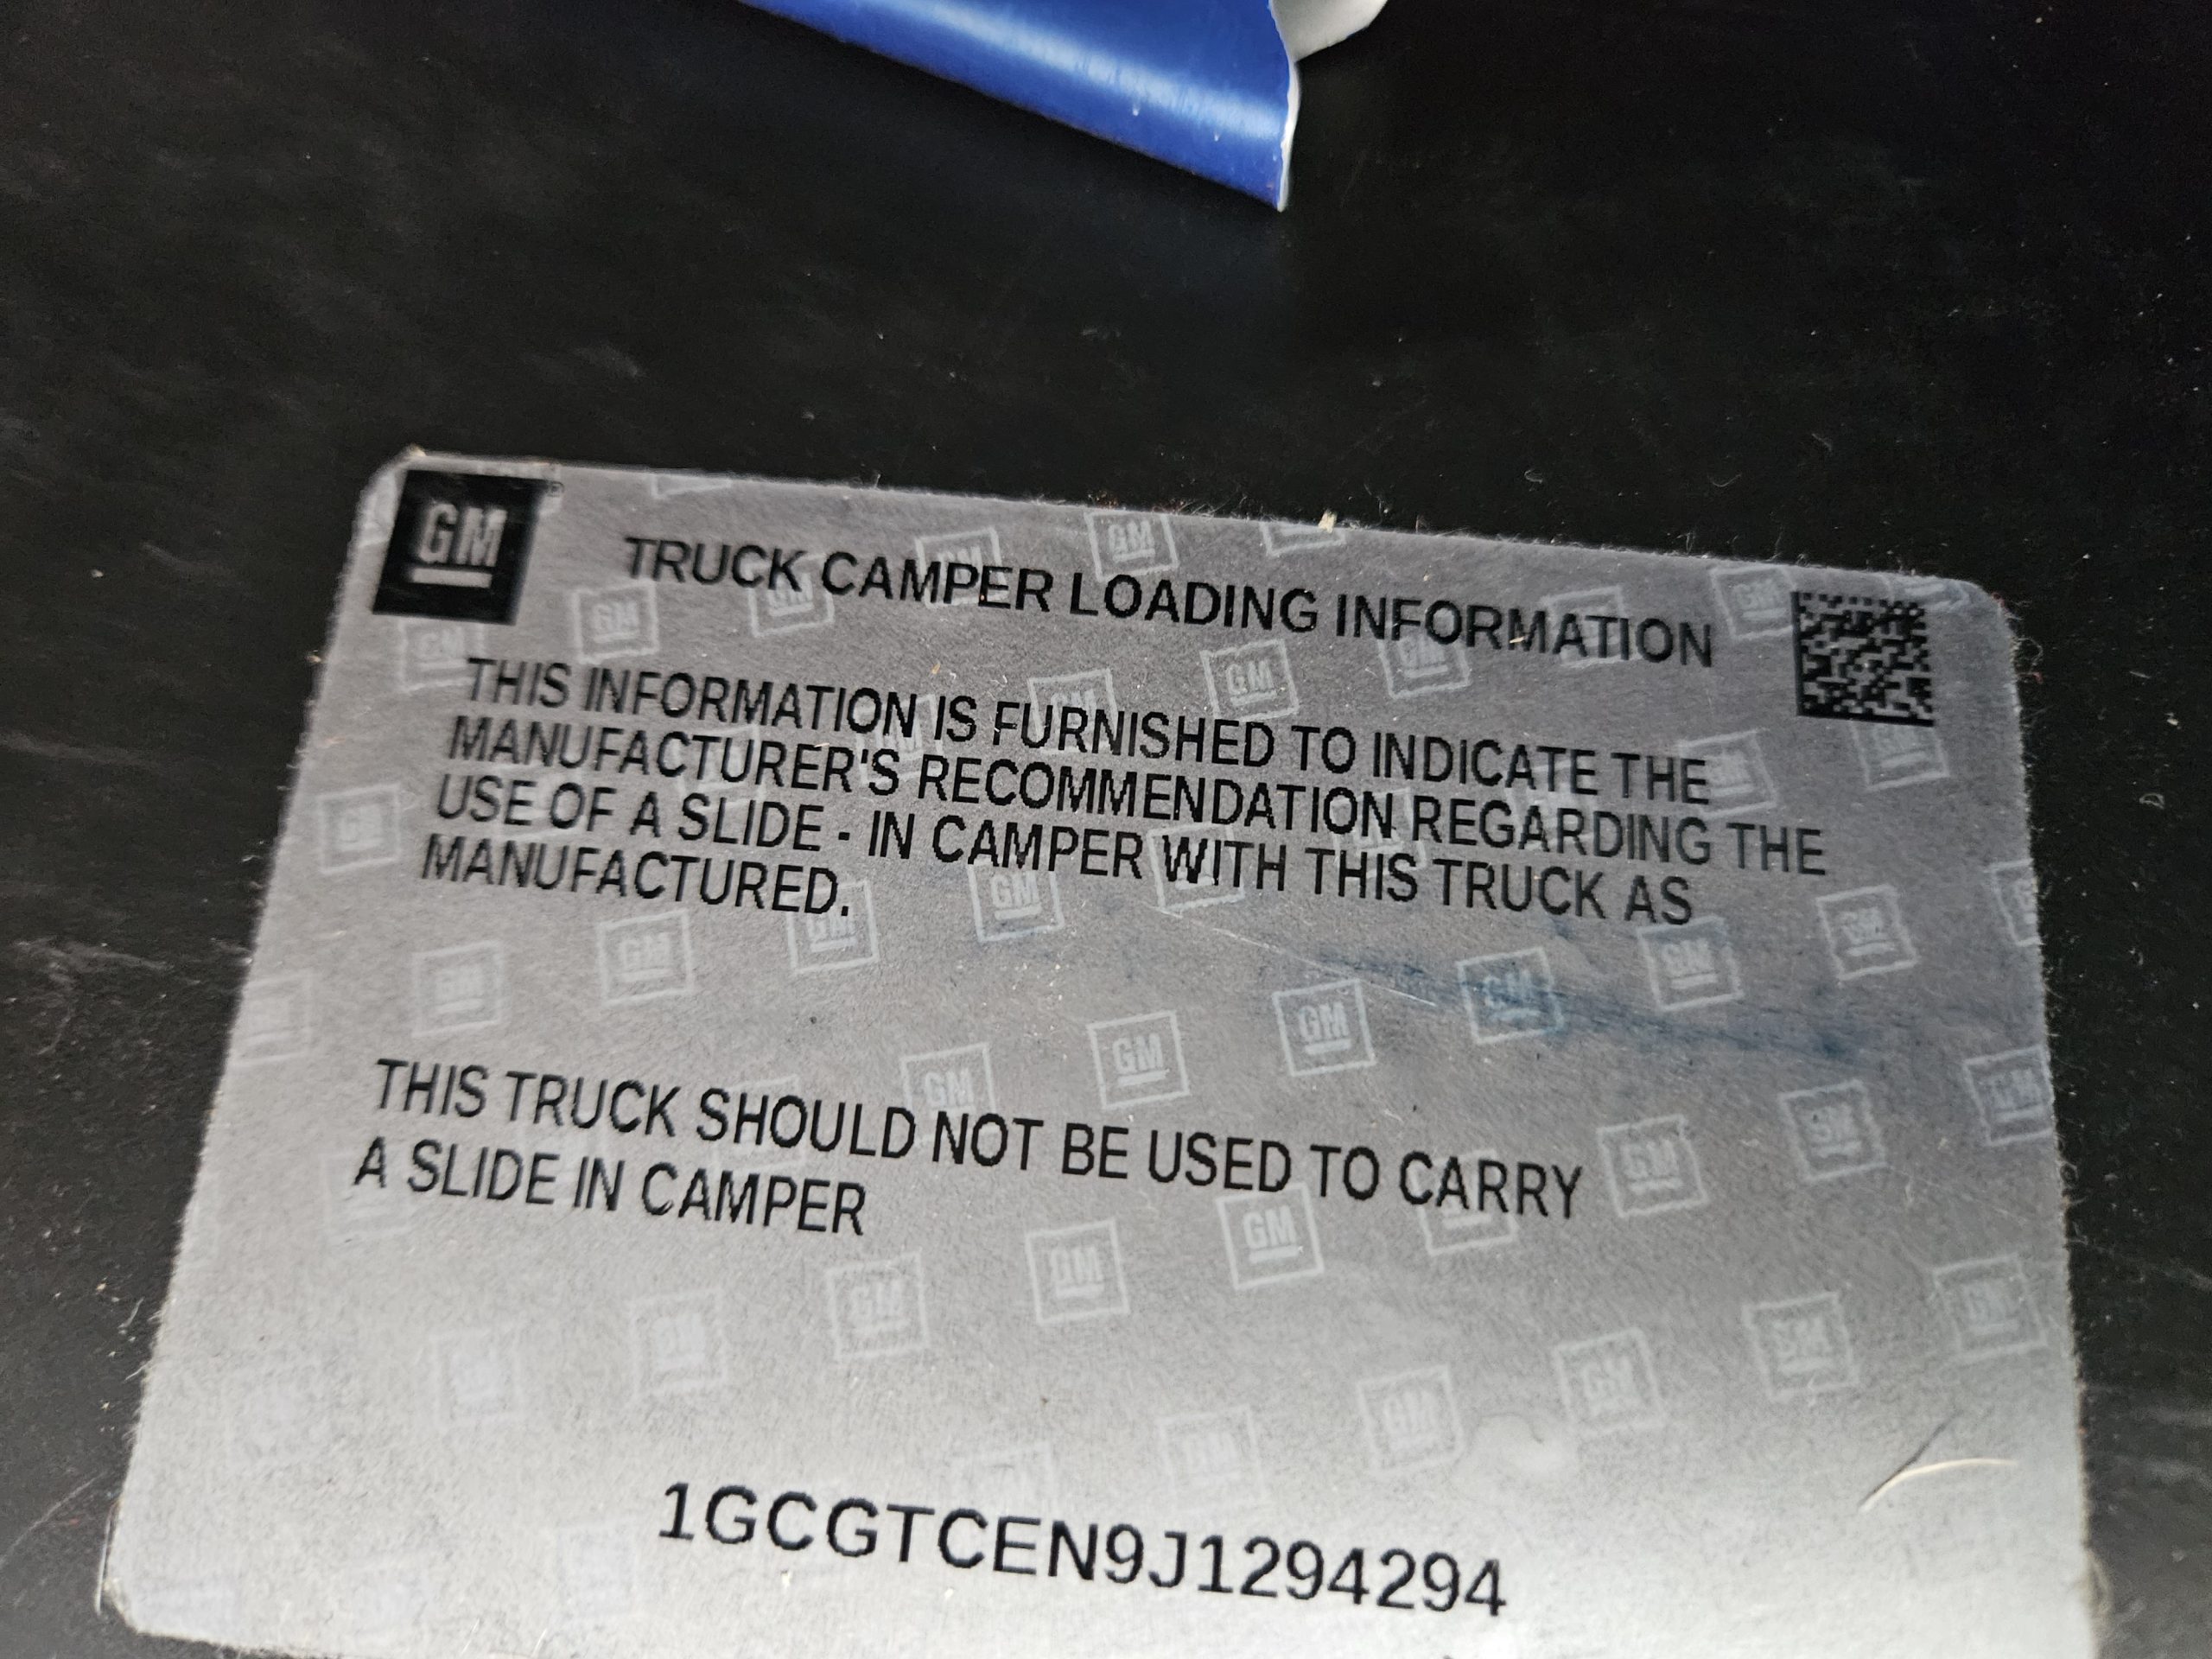 GM
TRUCK CAMPER LOADING INFORMATION
THIS INFORMATION IS FURNISHED TO INDICATE THE
MANUFACTURER'S RECOMMENDATION REGARDING THE
USE OF A SLIDE - IN CAMPER WITH THIS TRUCK AS
MANUFACTURED.
THIS TRUCK SHOULD NOT BE USED TO CARRY
A SLIDE IN CAMPER
1GCGTCEN9J1294294